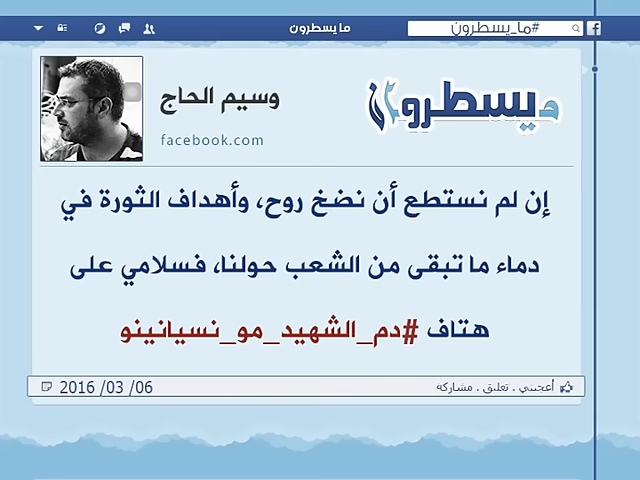 ما يسطرون
#ما_يسطرون
ما يسطرون
وسيم الحاج
facebook.com
إن لم نستطع أن نضخ روح، وأهداف الثورة في
دماء ما تبقى من الشعب حولنا، فسلامي على
هتاف #دم_الشهيد_مو_نسيانينو
أعجبني . تعليق . مشاركه
2016 /03 /06